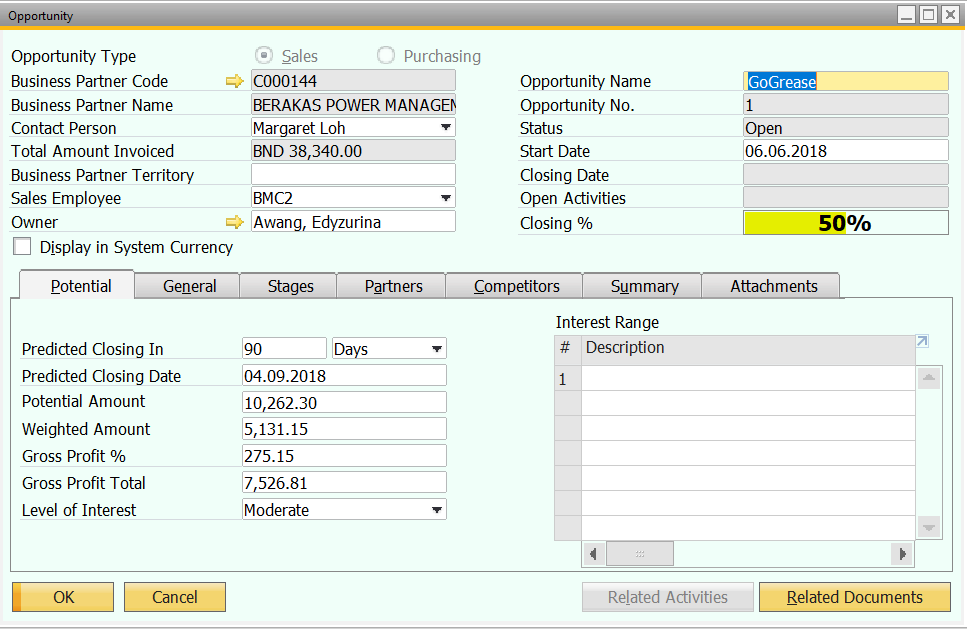 Opportunity
Opportunity Type Sales Purchasing
Business Partner Code C000144
Business Partner Name BERAKAS POWER MANAGEM
Contact Person Margaret Loh
Total Amount Invoiced BND 38,340.00
Business Partner Territory
Sales Employee BMC2
Owner Awang, Edyzurina
Display in System Currency
Opportunity Name GoGrease
Opportunity No. 1
Status Open
Start Date 06.06.2018
Closing Date
Open Activities
Closing % 50%
Potential General Stages Partners Competitors Summary Attachments
Predicted Closing In 90 Days
Predicted Closing Date 04.09.2018
Potential Amount 10,262.30
Weighted Amount 5,131.15
Gross Profit % 275.15
Gross Profit Total 7,526.81
Level of Interest Moderate
Interest Range
# Description
1
OK Cancel Related Activities Related Documents